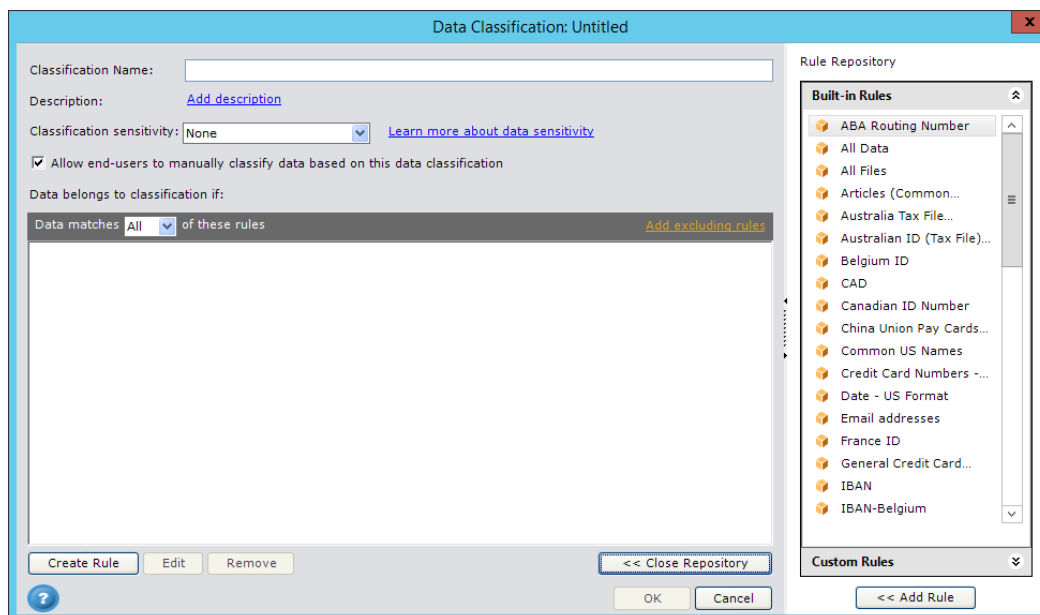 Data Classification: Untitled
x
Classification Name:
Description: Add description
Classification sensitivity: None Learn more about data sensitivity
Allow end-users to manually classify data based on this data classification
Data belongs to classification if:
Data matches All of these rules Add excluding rules
Create Rule Edit Remove << Close Repository
? OK Cancel
Rule Repository
Built-in Rules
ABA Routing Number
All Data
All Files
Articles (Common...
Australia Tax File...
Australian ID (Tax File)...
Belgium ID
CAD
Canadian ID Number
China Union Pay Cards...
Common US Names
Credit Card Numbers -...
Date - US Format
Email addresses
France ID
General Credit Card...
IBAN
IBAN-Belgium
Custom Rules
<< Add Rule